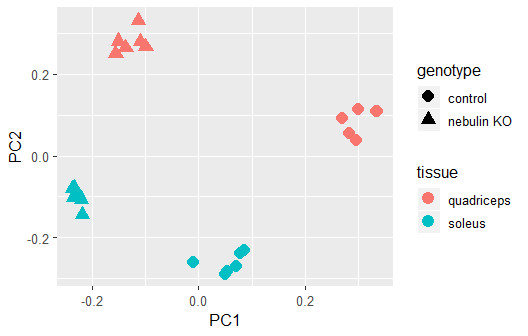 0.2
0.0
-0.2
PC2
-0.2
0.0
0.2
PC1
genotype
control
nebulin KO
tissue
quadriceps
soleus